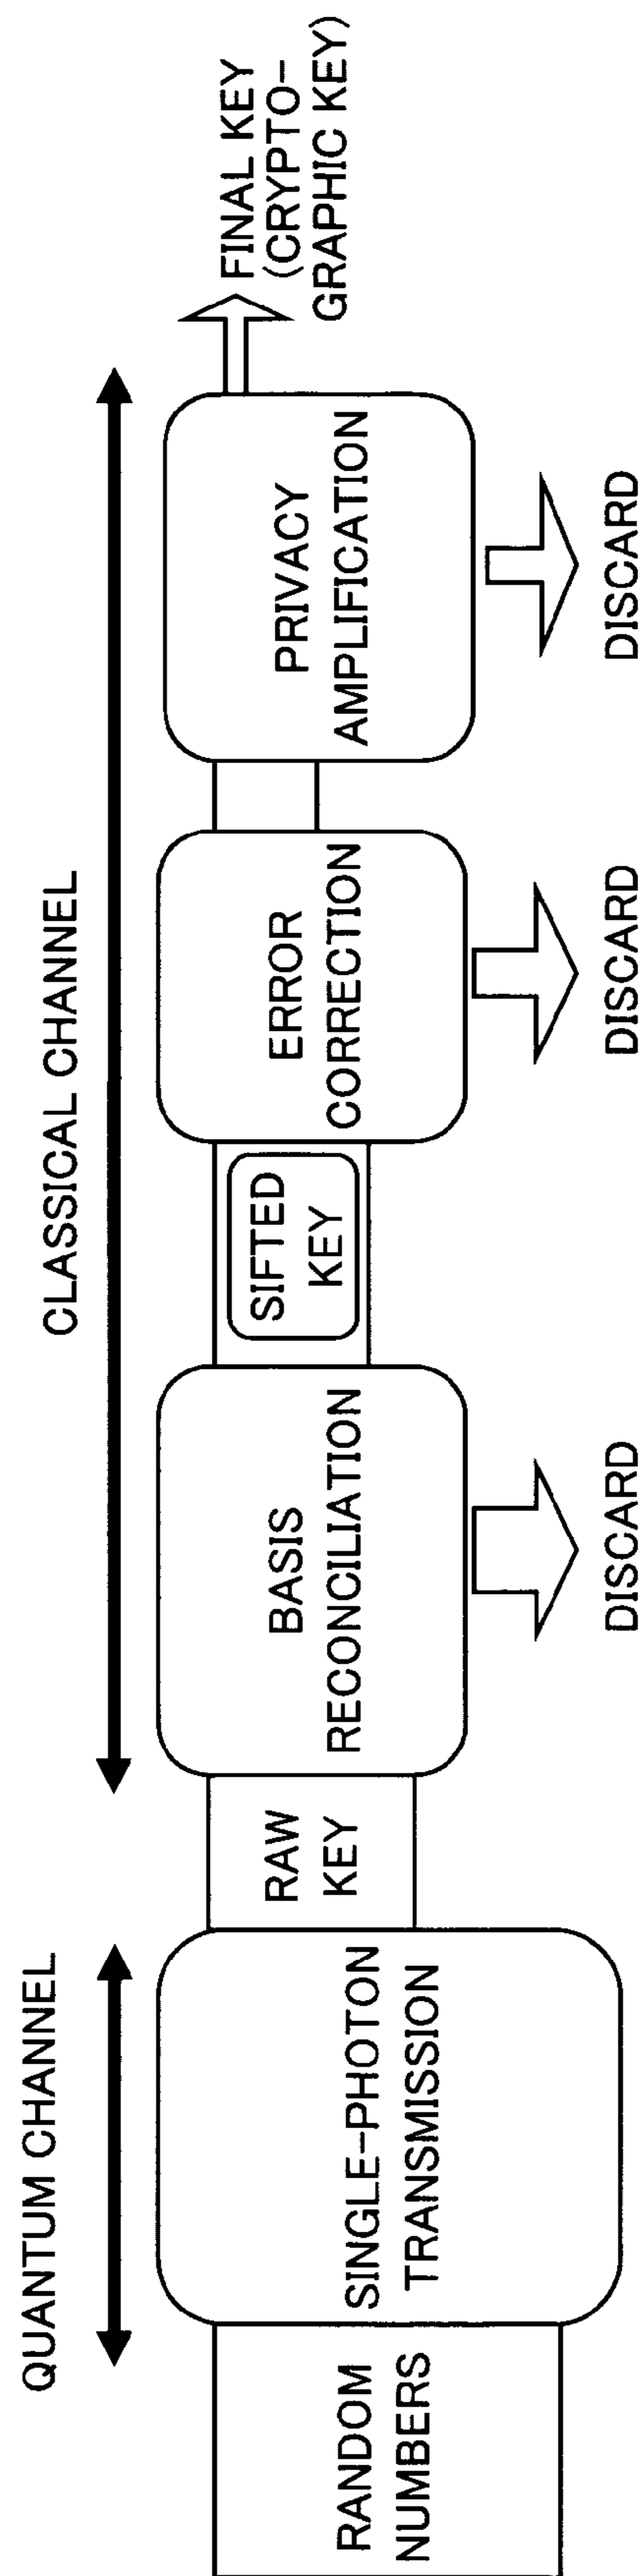 QUANTUM CHANNEL
CLASSICAL CHANNEL
RANDOM
NUMBERS
SINGLE-PHOTON
TRANSMISSION
RAW
KEY
BASIS
RECONCILIATION
SIFTED
KEY
ERROR
CORRECTION
PRIVACY
AMPLIFICATION
FINAL KEY
(CRYPTO-
GRAPHIC KEY)
DISCARD
DISCARD
DISCARD